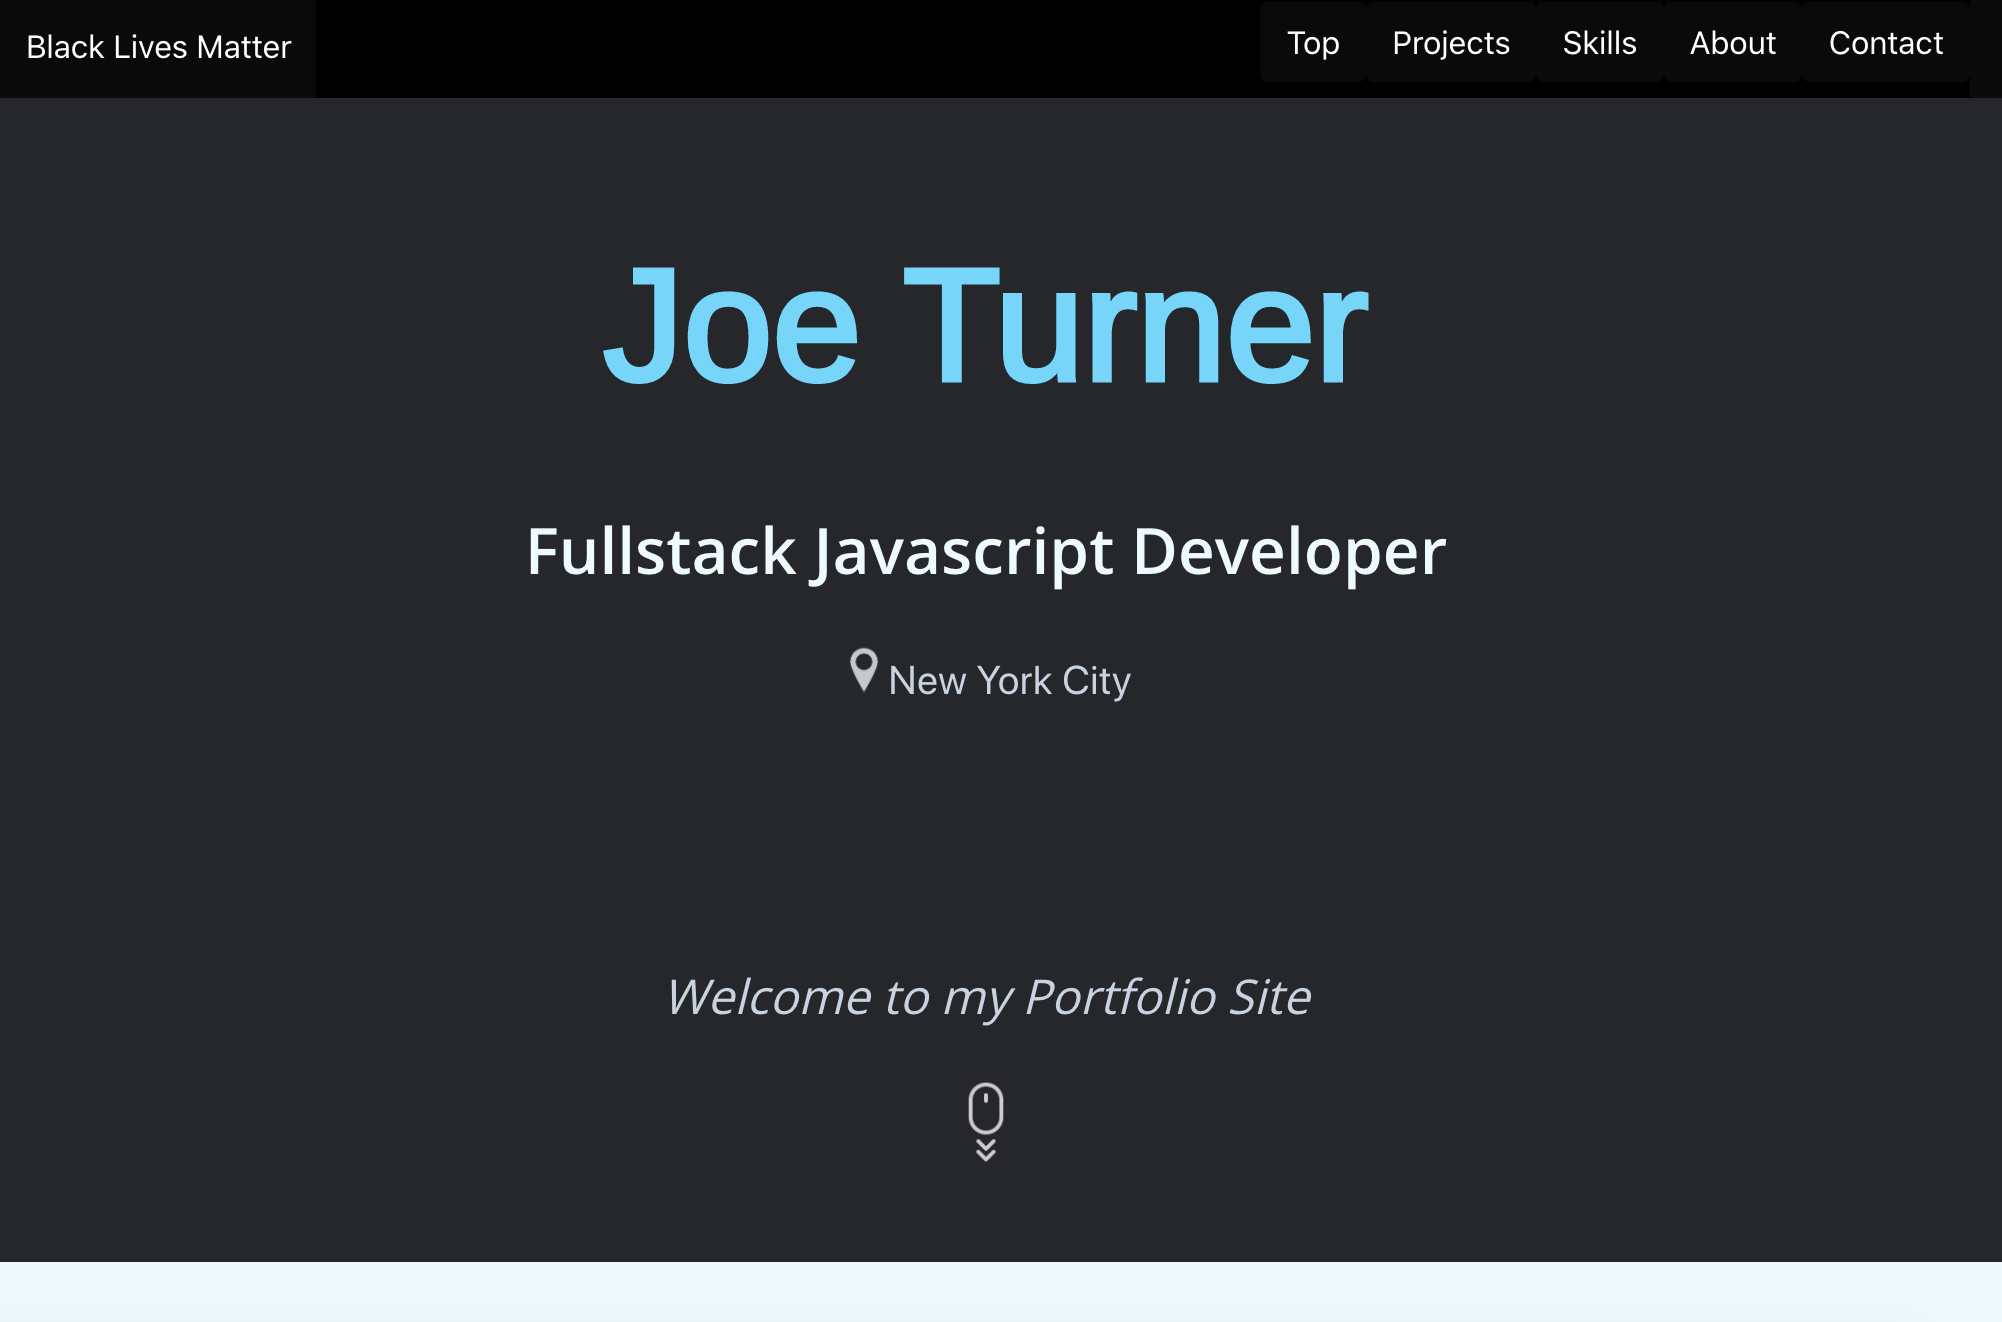 Black Lives Matter
Top Projects Skills About Contact
Joe Turner
Fullstack Javascript Developer
New York City
Welcome to my Portfolio Site